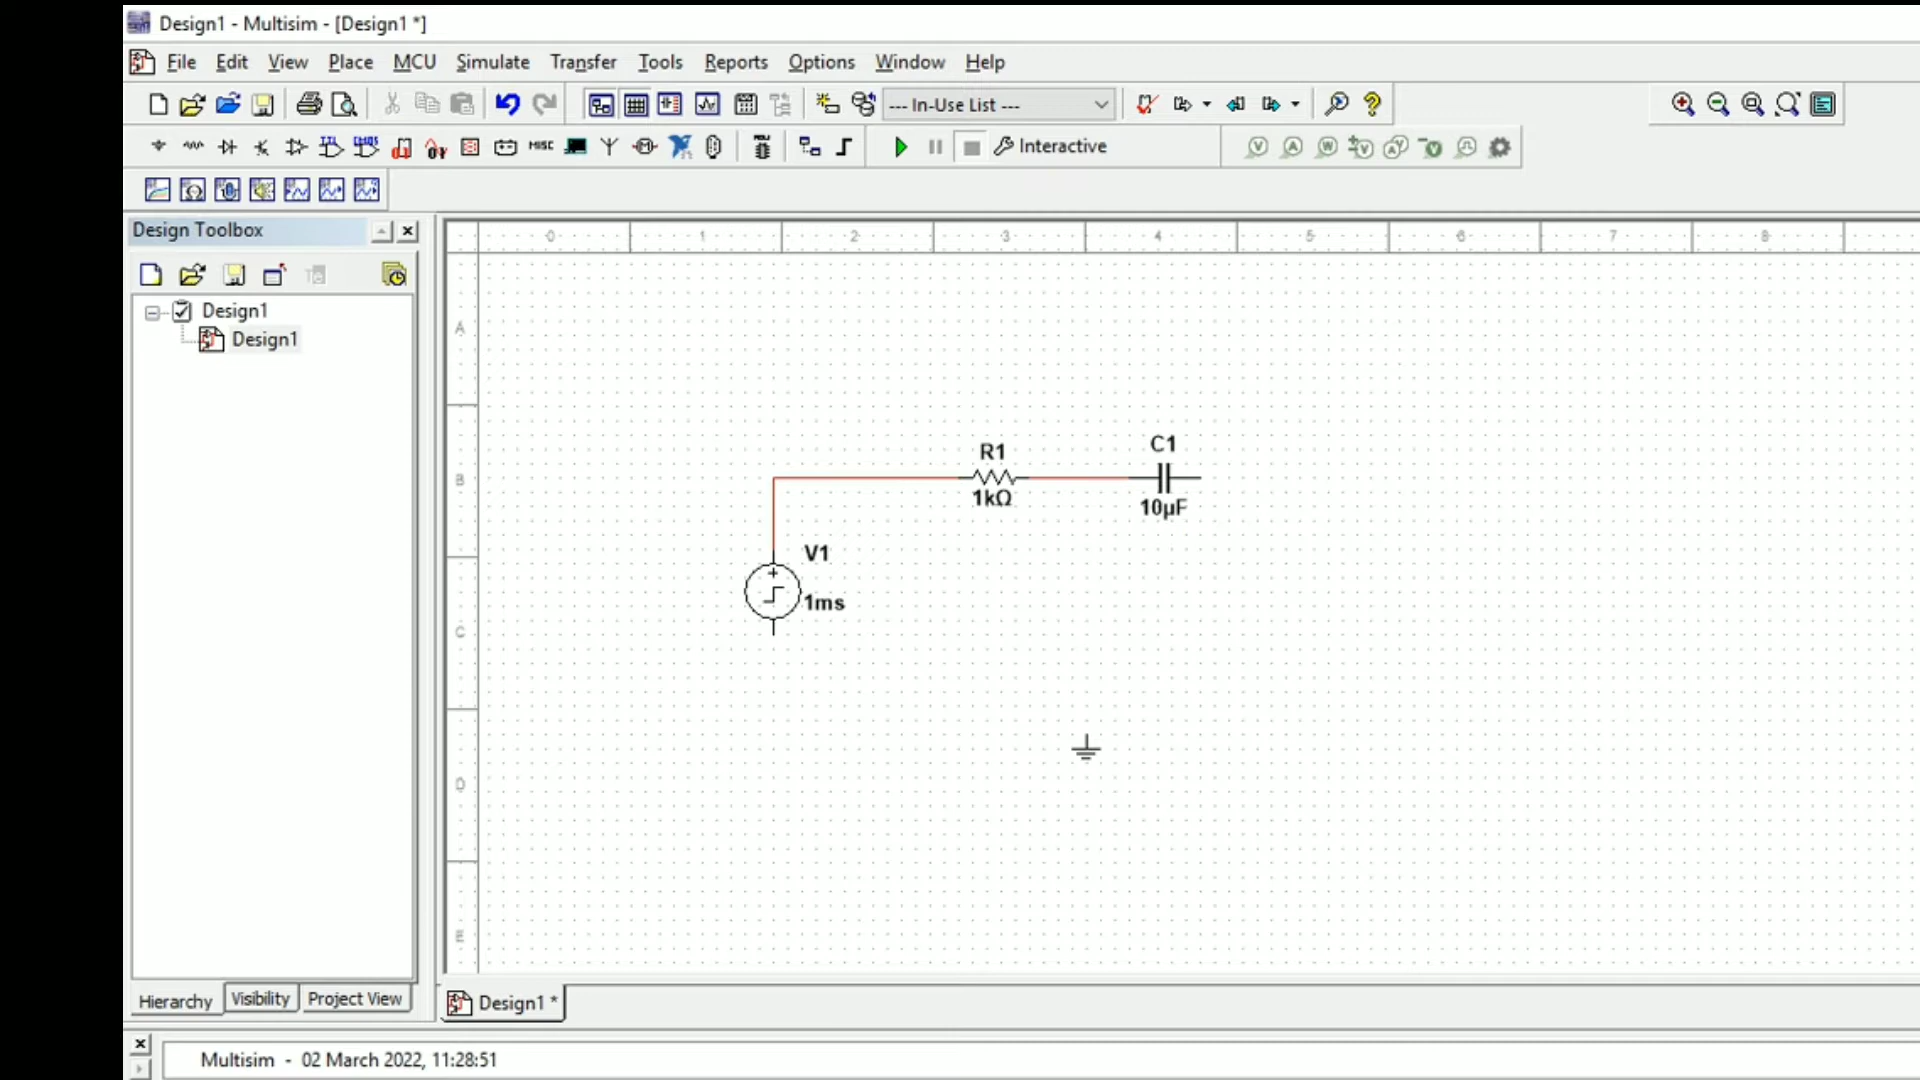 Design1 - Multisim - [Design1 *]
File Edit View Place MCU Simulate Transfer Tools Reports Options Window Help
--- In-Use List ---
MISC Interactive
Design Toolbox
0 1 2 3 4 5 6 7 8
Design1
Design1
A
B
C
D
E
R1
1kΩ
C1
10µF
V1
1ms
Hierarchy Visibility Project View
Design1 *
Multisim - 02 March 2022, 11:28:51